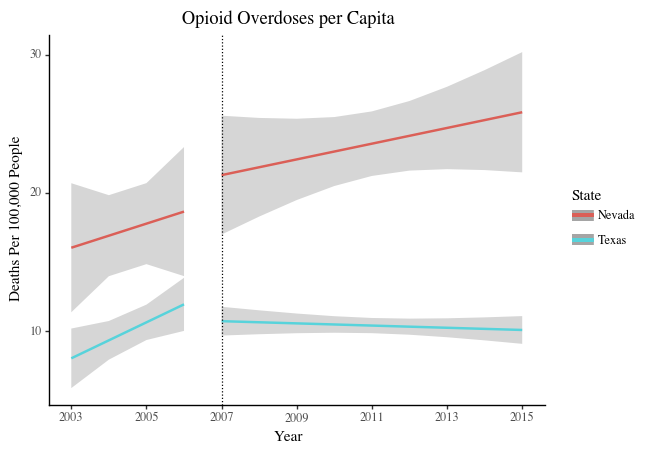 Opioid Overdoses per Capita
30
20
10
Deaths Per 100,000 People
2003 2005 2007 2009 2011 2013 2015
Year
State
Nevada
Texas